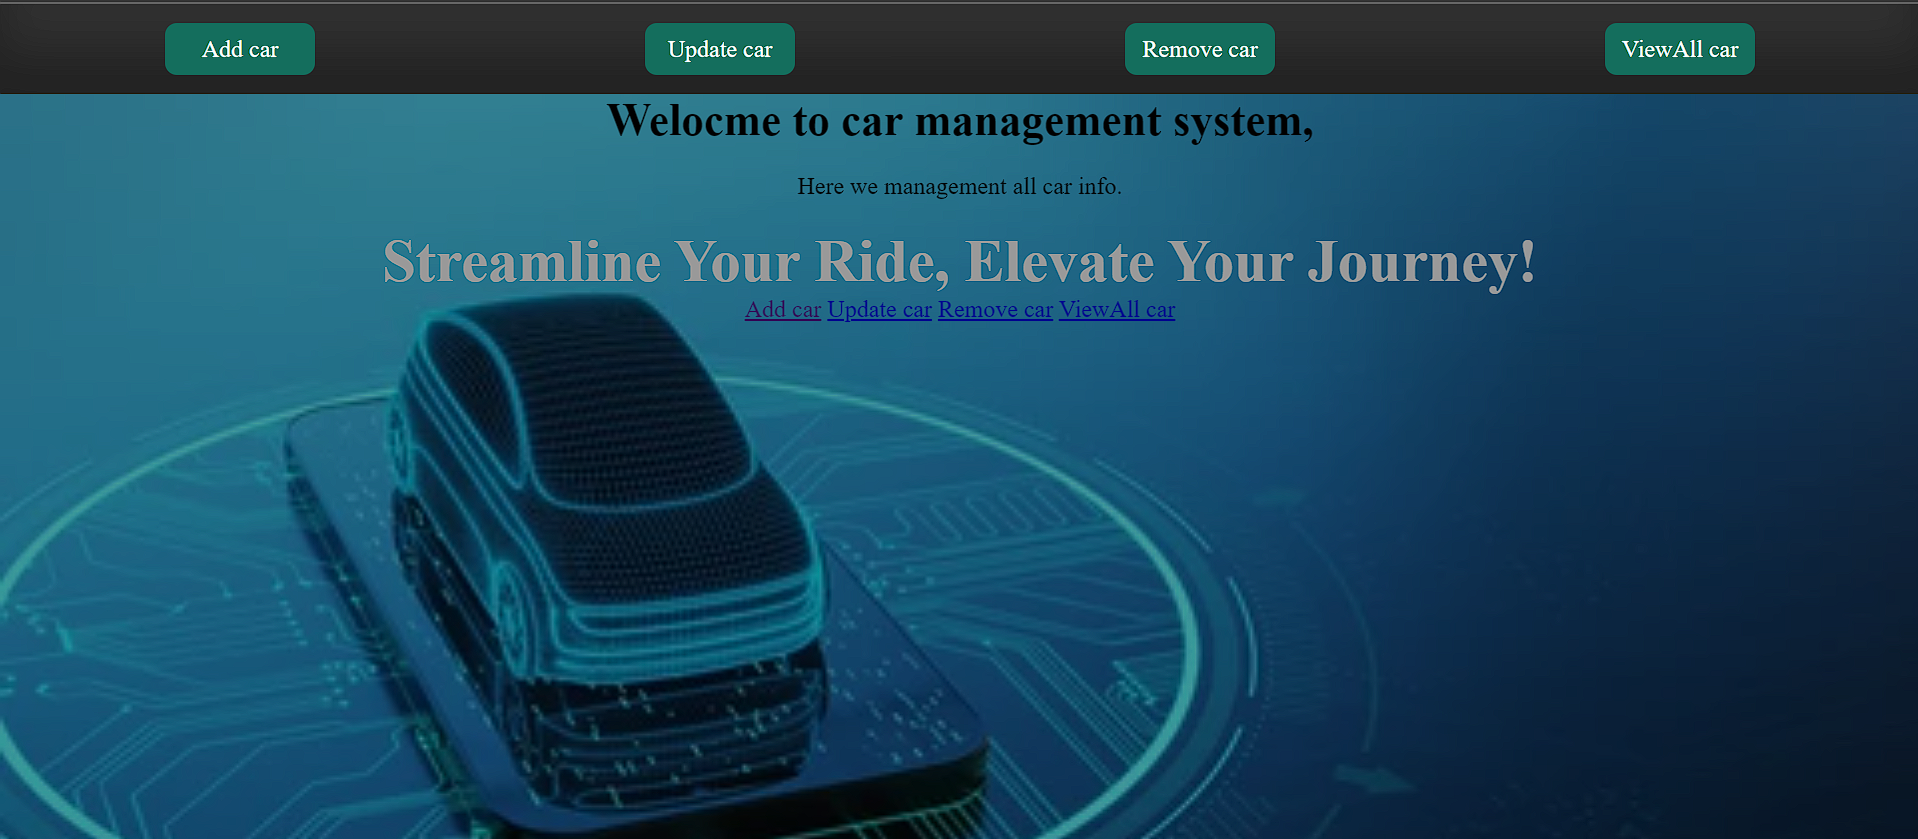 Add car Update car Remove car ViewAll car
Welocme to car management system,
Here we management all car info.
Streamline Your Ride, Elevate Your Journey!
Add car Update car Remove car ViewAll car